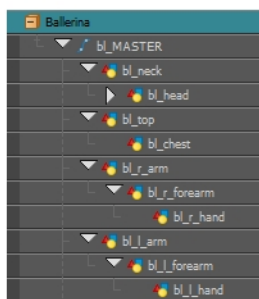 Ballerina
bl_MASTER
bl_neck
bl_head
bl_top
bl_chest
bl_r_arm
bl_r_forearm
bl_r_hand
bl_l_arm
bl_l_forearm
bl_l_hand